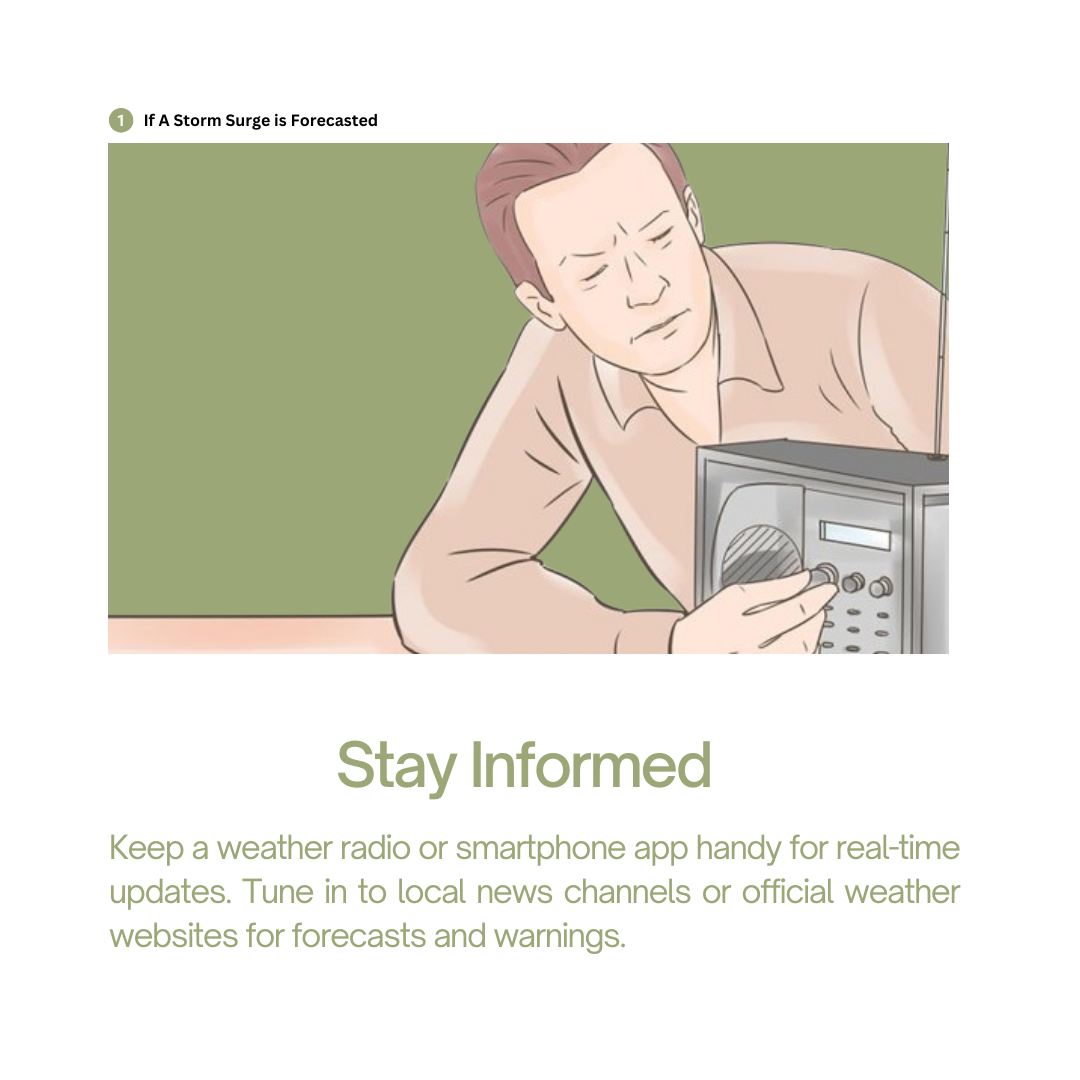 1 If A Storm Surge is Forecasted
Stay Informed
Keep a weather radio or smartphone app handy for real-time
updates. Tune in to local news channels or official weather
websites for forecasts and warnings.